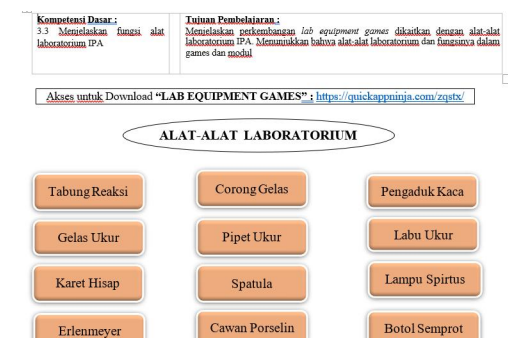 Kompetensi Dasar :
3.3 Menjelaskan fungsi alat
laboratorium IPA
Tujuan Pembelajaran :
Menjelaskan perkembangan lab equipment games dikaitkan dengan alat-alat
laboratorium IPA. Menunjukkan bahwa alat-alat laboratorium dan fungsinya dalam
games dan modul
Akses untuk Download “LAB EQUIPMENT GAMES” : https://quickappninja.com/zqstx/
ALAT-ALAT LABORATORIUM
Tabung Reaksi
Corong Gelas
Pengaduk Kaca
Gelas Ukur
Pipet Ukur
Labu Ukur
Karet Hisap
Spatula
Lampu Spirtus
Erlenmeyer
Cawan Porselin
Botol Semprot